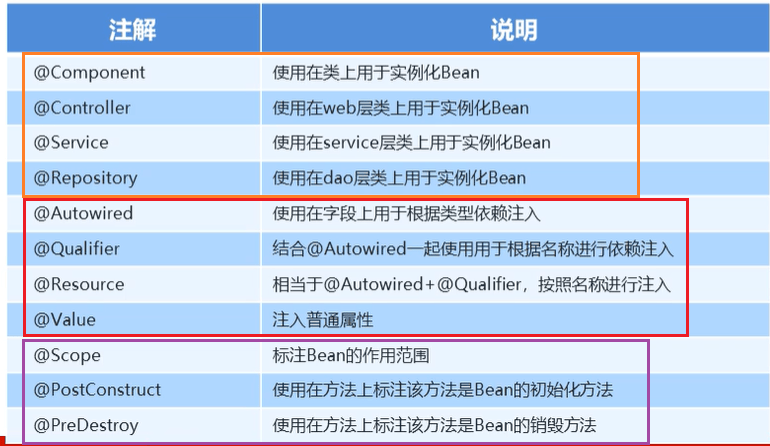 注解 说明
@Component 使用在类上用于实例化Bean
@Controller 使用在web层类上用于实例化Bean
@Service 使用在service层类上用于实例化Bean
@Repository 使用在dao层类上用于实例化Bean
@Autowired 使用在字段上用于根据类型依赖注入
@Qualifier 结合@Autowired一起使用用于根据名称进行依赖注入
@Resource 相当于@Autowired+@Qualifier，按照名称进行注入
@Value 注入普通属性
@Scope 标注Bean的作用范围
@PostConstruct 使用在方法上标注该方法是Bean的初始化方法
@PreDestroy 使用在方法上标注该方法是Bean的销毁方法